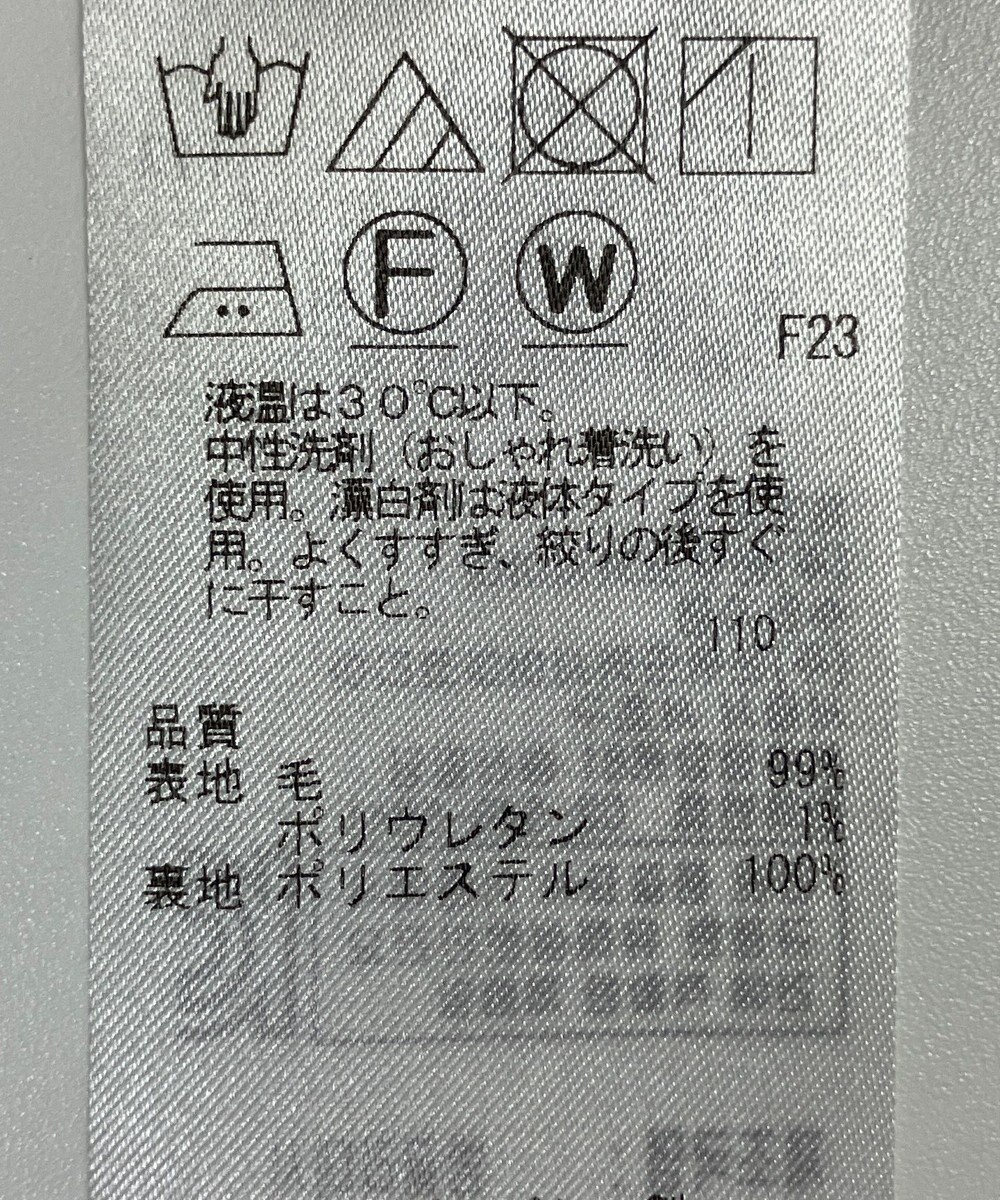 F
W
F23
液温は30℃以下。
中性洗剤(おしゃれ着洗い)を
使用。漂白剤は液体タイプを使
用。よくすすぎ、絞りの後すぐ
に干すこと。
110
品質
表地 毛 99%
ポリウレタン 1%
裏地 ポリエステル 100%